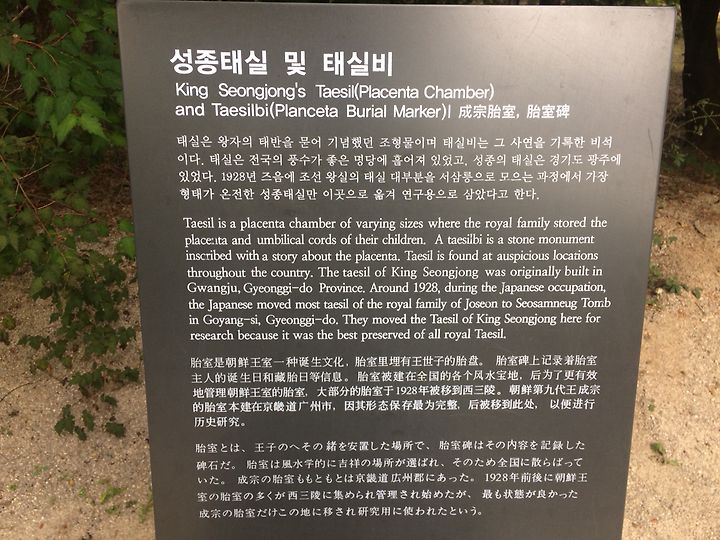 성종태실 및 태실비
King Seongjong's Taesil(Placenta Chamber)
and Taesilbi(Planceta Burial Marker)| 成宗胎室, 胎室碑
태실은 왕자의 태반을 묻어 기념했던 조형물이며 태실비는 그 사연을 기록한 비석
이다. 태실은 전국의 풍수가 좋은 명당에 흩어져 있었고, 성종의 태실은 경기도 광주에
있었다. 1928년 즈음에 조선 왕실의 태실 대부분을 서삼릉으로 모으는 과정에서 가장
형태가 온전한 성종태실만 이곳으로 옮겨 연구용으로 삼았다고 한다.
Taesil is a placenta chamber of varying sizes where the royal family stored the
placenta and umbilical cords of their children. A taesilbi is a stone monument
inscribed with a story about the placenta. Taesil is found at auspicious locations
throughout the country. The taesil of King Seongjong was originally built in
Gwangju, Gyeonggi-do Province. Around 1928, during the Japanese occupation,
the Japanese moved most taesil of the royal family of Joseon to Seosamneug Tomb
in Goyang-si, Gyeonggi-do. They moved the Taesil of King Seongjong here for
research because it was the best preserved of all royal Taesil.
胎室是朝鲜王室一种诞生文化，胎室里埋有王世子的胎盘。 胎室碑上记录着胎室
主人的诞生日和藏胎日等信息。胎室被建在全国的各个风水宝地，后为了更有效
地管理朝鲜王室的胎室，大部分的胎室于1928年被移到西三陵。朝鲜第九代王成宗
的胎室本建在京畿道广州市，因其形态保存最为完整，后被移到此处， 以便进行
历史研究。
胎室とは、王子のへその緒を安置した場所で、胎室碑はその内容を記録した
碑石だ。 胎室は風水学的に吉祥の場所が選ばれ、そのため全国に散らばって
いた。 成宗の胎室ももともとは京畿道広州郡にあった。1928年前後に朝鮮王
室の胎室の多くが西三陵に集められ管理され始めたが、 最も状態が良かった
成宗の胎室だけこの地に移され研究用に使われたという。